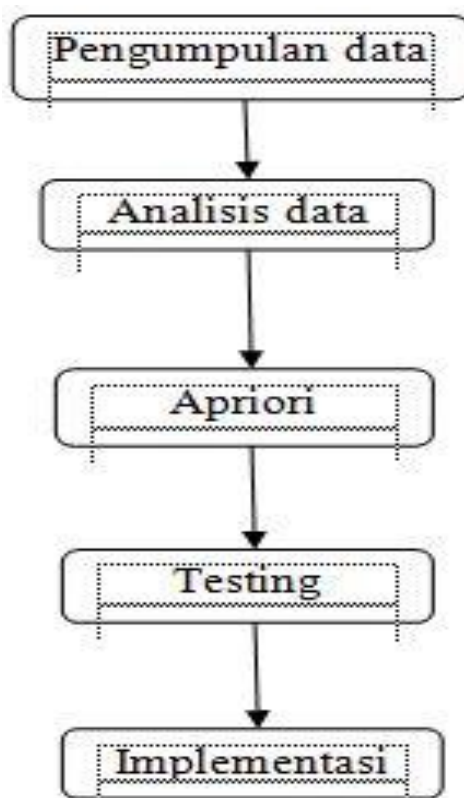 Pengumpulan data
Analisis data
Apriori
Testing
Implementasi